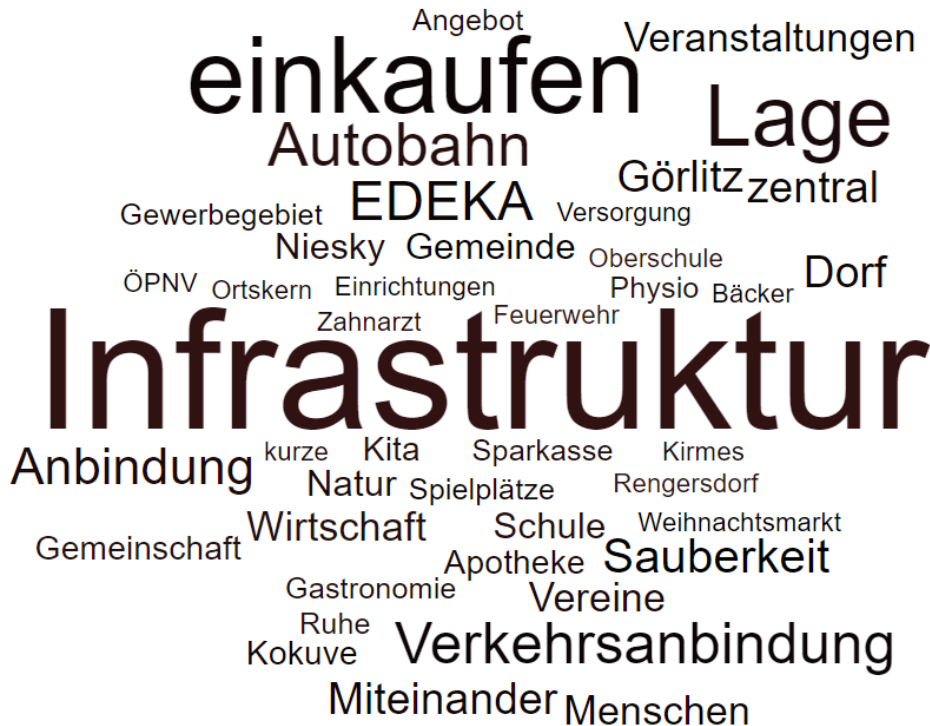 Angebot
Veranstaltungen
einkaufen
Lage
Autobahn
Görlitz zentral
EDEKA
Gewerbegebiet
Versorgung
Niesky Gemeinde
Oberschule
Dorf
ÖPNV Ortskern Einrichtungen
Physio Bäcker
Zahnarzt
Feuerwehr
Infrastruktur
Anbindung
kurze Kita Sparkasse Kirmes
Natur Spielplätze Rengersdorf
Wirtschaft Schule Weihnachtsmarkt
Gemeinschaft
Apotheke Sauberkeit
Gastronomie
Vereine
Ruhe
Kokuve
Verkehrsanbindung
Miteinander Menschen